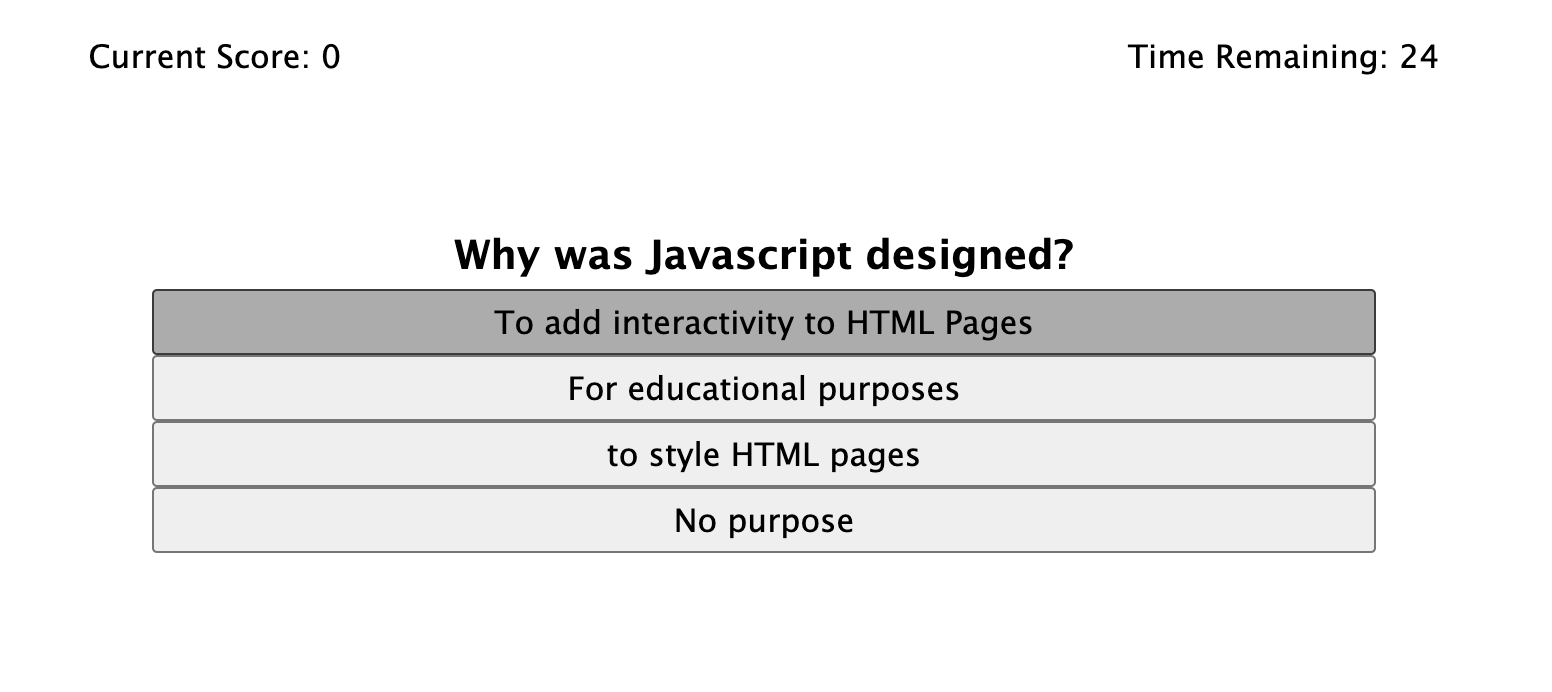 Current Score: 0
Time Remaining: 24
Why was Javascript designed?
To add interactivity to HTML Pages
For educational purposes
to style HTML pages
No purpose